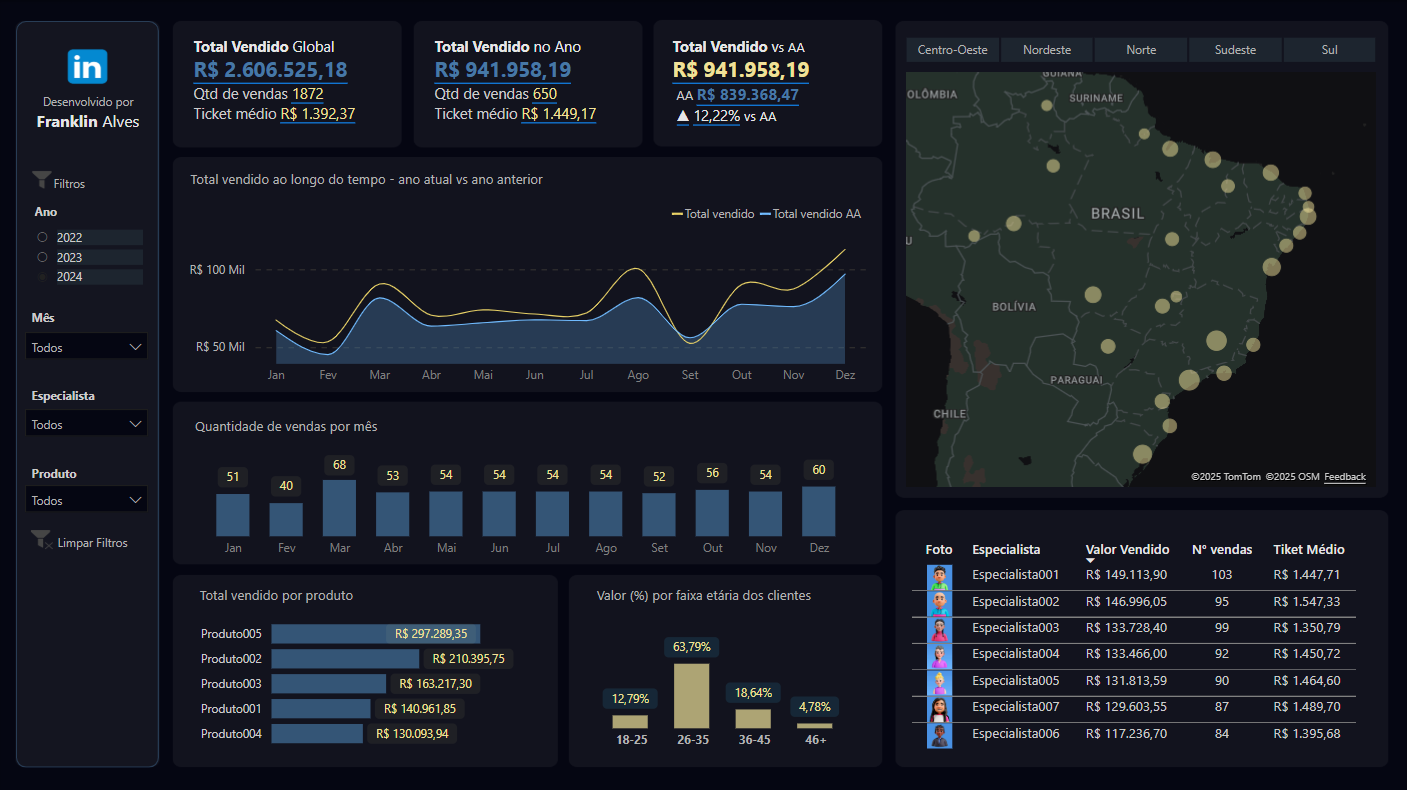 in
Desenvolvido por
Franklin Alves
Filtros
Ano
2022
2023
2024
Mês
Todos
Especialista
Todos
Produto
Todos
Limpar Filtros
Total Vendido Global
R$ 2.606.525,18
Qtd de vendas 1872
Ticket médio R$ 1.392,37
Total Vendido no Ano
R$ 941.958,19
Qtd de vendas 650
Ticket médio R$ 1.449,17
Total Vendido vs AA
R$ 941.958,19
AA R$ 839.368,47
▲ 12,22% vs AA
Total vendido ao longo do tempo - ano atual vs ano anterior
Total vendido Total vendido AA
R$ 100 Mil
R$ 50 Mil
Jan Fev Mar Abr Mai Jun Jul Ago Set Out Nov Dez
Quantidade de vendas por mês
51 40 68 53 54 54 54 54 52 56 54 60
Jan Fev Mar Abr Mai Jun Jul Ago Set Out Nov Dez
Total vendido por produto
Produto005 R$ 297.289,35
Produto002 R$ 210.395,75
Produto003 R$ 163.217,30
Produto001 R$ 140.961,85
Produto004 R$ 130.093,94
Valor (%) por faixa etária dos clientes
12,79% 63,79% 18,64% 4,78%
18-25 26-35 36-45 46+
Centro-Oeste Nordeste Norte Sudeste Sul
GUIANA
OLÔMBIA
SURINAME
BRASIL
U
BOLÍVIA
PARAGUAI
CHILE
©2025 TomTom ©2025 OSM Feedback
Foto Especialista Valor Vendido N° vendas Tiket Médio
Especialista001 R$ 149.113,90 103 R$ 1.447,71
Especialista002 R$ 146.996,05 95 R$ 1.547,33
Especialista003 R$ 133.728,40 99 R$ 1.350,79
Especialista004 R$ 133.466,00 92 R$ 1.450,72
Especialista005 R$ 131.813,59 90 R$ 1.464,60
Especialista007 R$ 129.603,55 87 R$ 1.489,70
Especialista006 R$ 117.236,70 84 R$ 1.395,68